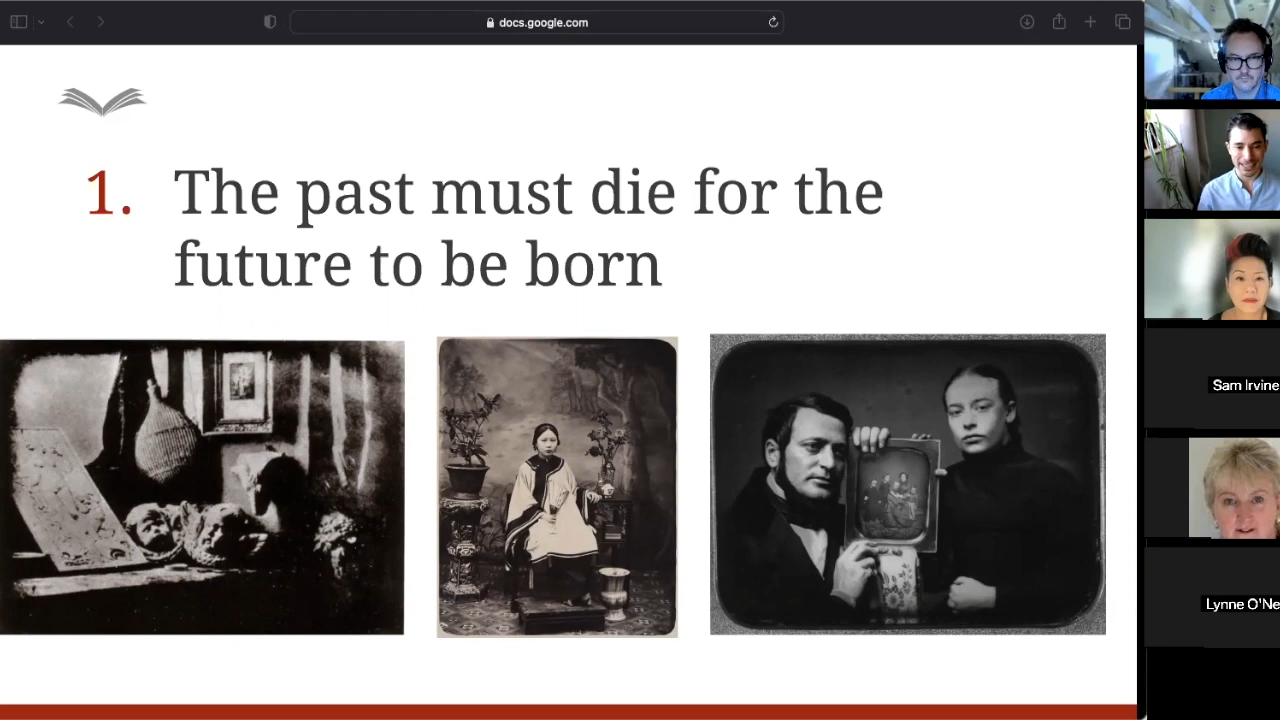 docs.google.com
1. The past must die for the
future to be born
Sam Irvine
Lynne O'Ne